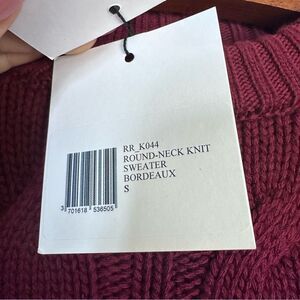 RR_K044
ROUND-NECK KNIT
SWEATER
BORDEAUX
S
3 701618 536505